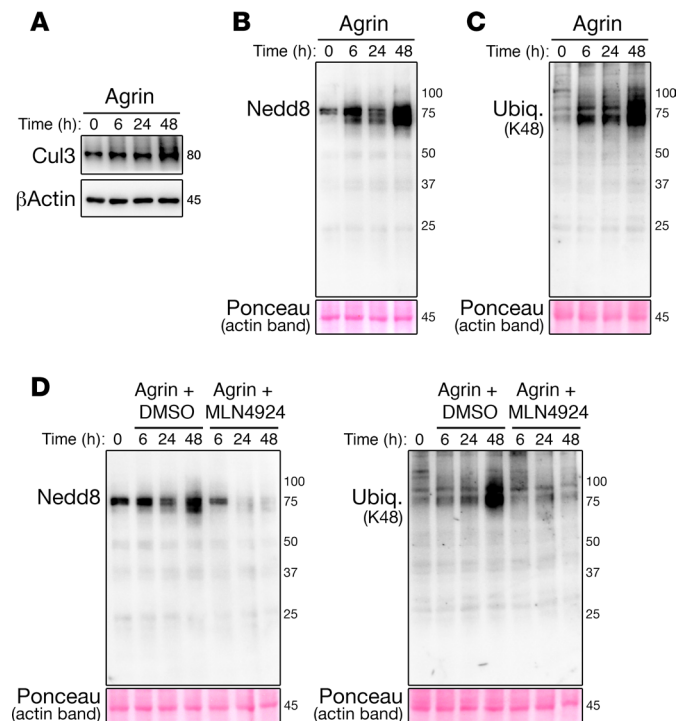 A
Agrin
Time (h): 0 6 24 48
Cul3 80
βActin 45
B
Agrin
Time (h): 0 6 24 48
Nedd8
100
75
50
37
25
Ponceau
(actin band)
45
C
Agrin
Time (h): 0 6 24 48
Ubiq.
(K48)
100
75
50
37
25
Ponceau
(actin band)
45
D
Agrin + Agrin +
DMSO MLN4924
Time (h): 0 6 24 48 6 24 48
Nedd8
100
75
50
37
25
Ponceau
(actin band)
45
Agrin + Agrin +
DMSO MLN4924
Time (h): 0 6 24 48 6 24 48
Ubiq.
(K48)
100
75
50
37
25
Ponceau
(actin band)
45